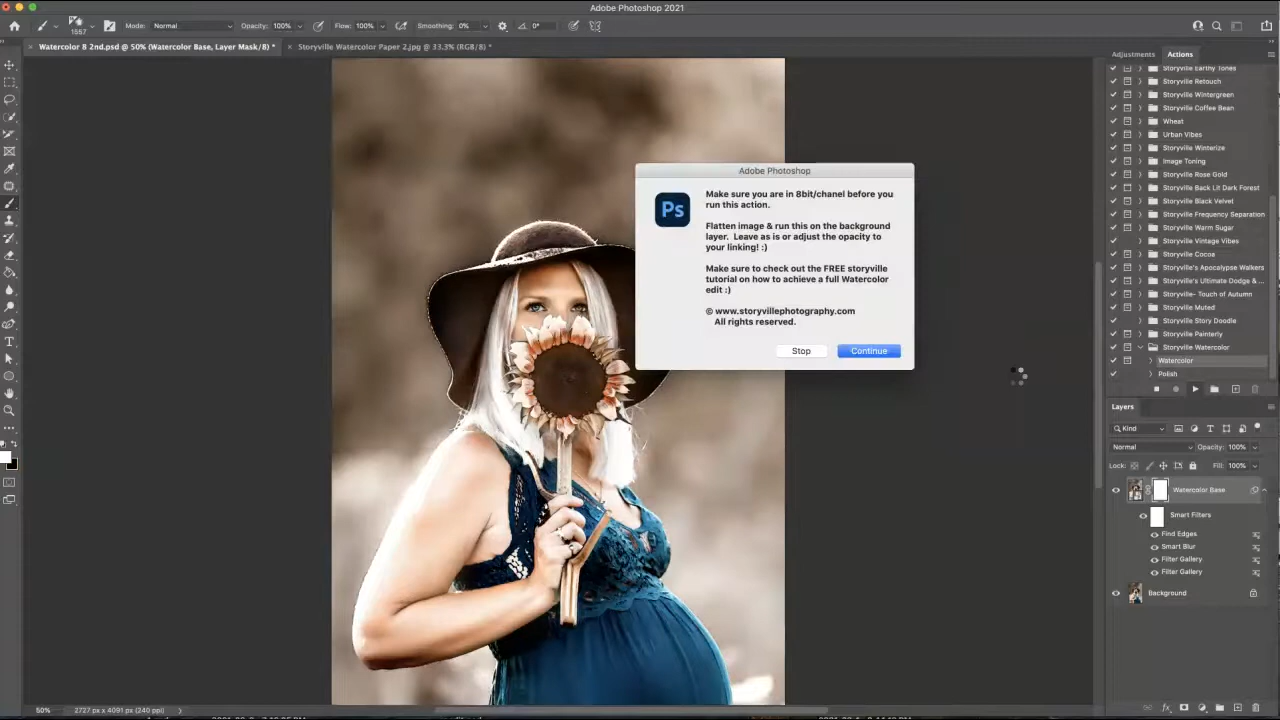 Adobe Photoshop 2021
1557
Mode: Normal
Opacity: 100%
Flow: 100%
Smoothing: 0%
0°
Watercolor 8 2nd.psd @ 50% (Watercolor Base, Layer Mask/8) *
Storyville Watercolor Paper 2.jpg @ 33.3% (RGB/8) *
Adobe Photoshop
Ps
Make sure you are in 8bit/chanel before you
run this action.
Flatten image & run this on the background
layer. Leave as is or adjust the opacity to
your linking! :)
Make sure to check out the FREE storyville
tutorial on how to achieve a full Watercolor
edit :)
© www.storyvillephotography.com
All rights reserved.
Stop
Continue
Adjustments
Actions
Storyville Earthy Tones
Storyville Retouch
Storyville Wintergreen
Storyville Coffee Bean
Wheat
Urban Vibes
Storyville Winterize
Image Toning
Storyville Rose Gold
Storyville Back Lit Dark Forest
Storyville Black Velvet
Storyville Frequency Separation
Storyville Warm Sugar
Storyville Vintage Vibes
Storyville Cocoa
Storyville's Apocalypse Walkers
Storyville's Ultimate Dodge & ...
Storyville- Touch of Autumn
Storyville Muted
Storyville Story Doodle
Storyville Painterly
Storyville Watercolor
Watercolor
Polish
Layers
Kind
Normal
Opacity: 100%
Lock:
Fill: 100%
Watercolor Base
Smart Filters
Find Edges
Smart Blur
Filter Gallery
Filter Gallery
Background
50%
2727 px x 4091 px (240 ppi)